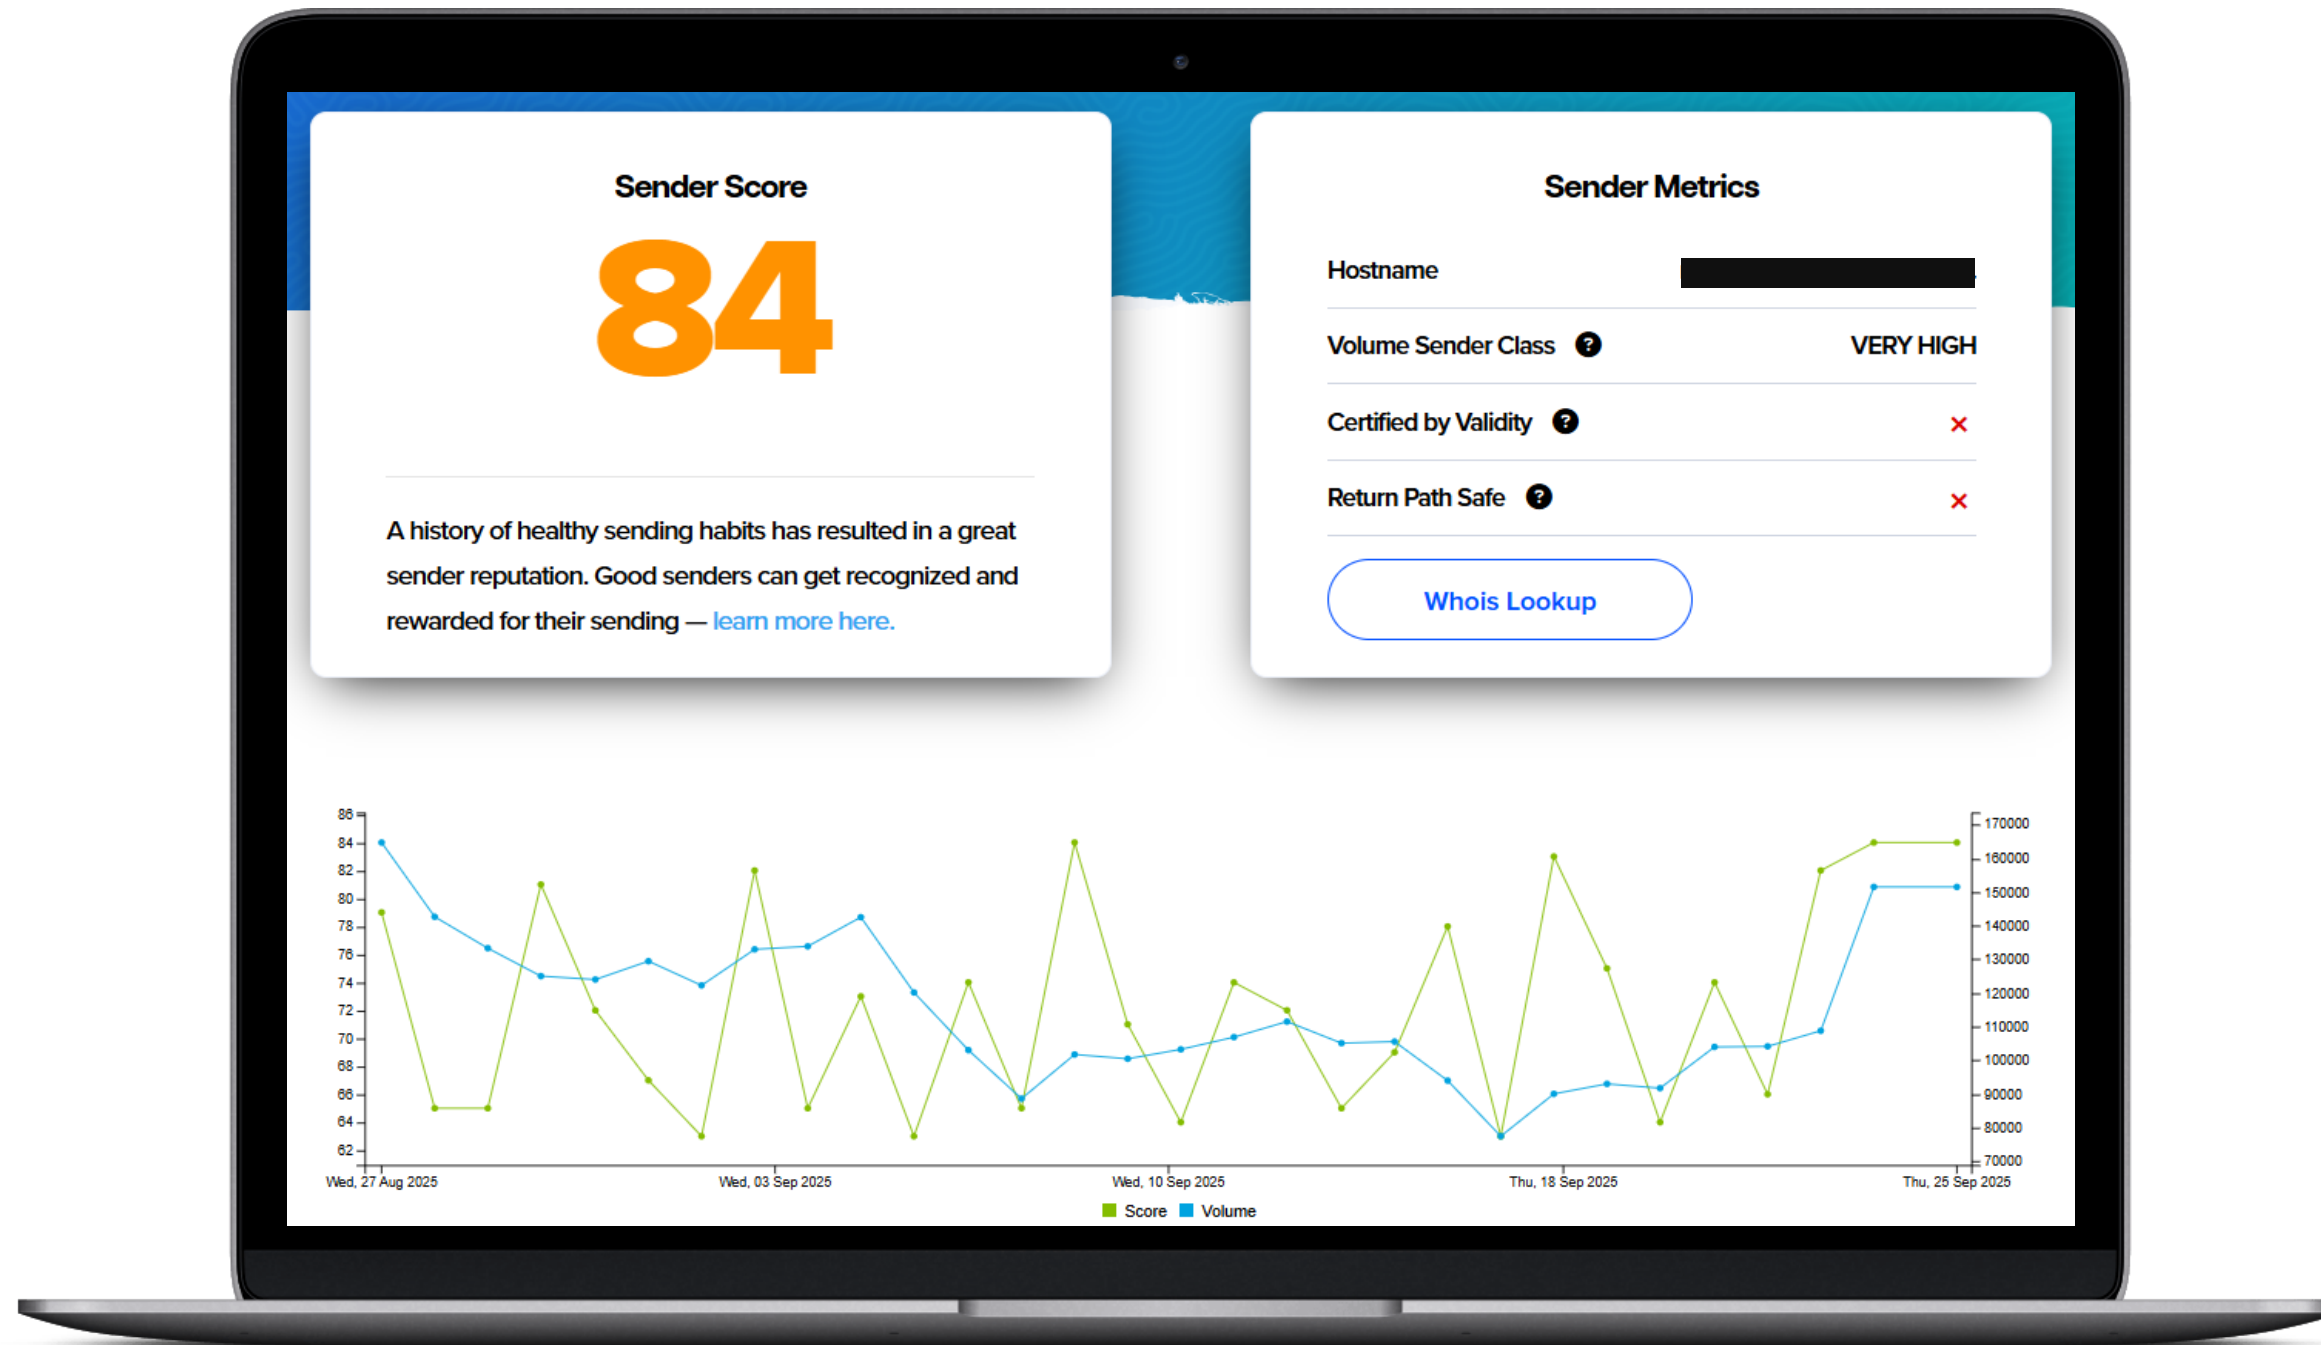 Sender Score
84
A history of healthy sending habits has resulted in a great
sender reputation. Good senders can get recognized and
rewarded for their sending — learn more here.
Sender Metrics
Hostname
Volume Sender Class ? VERY HIGH
Certified by Validity ? ×
Return Path Safe ? ×
Whois Lookup
86
84
82
80
78
76
74
72
70
68
66
64
62
170000
160000
150000
140000
130000
120000
110000
100000
90000
80000
70000
Wed, 27 Aug 2025 Wed, 03 Sep 2025 Wed, 10 Sep 2025 Thu, 18 Sep 2025 Thu, 25 Sep 2025
Score Volume